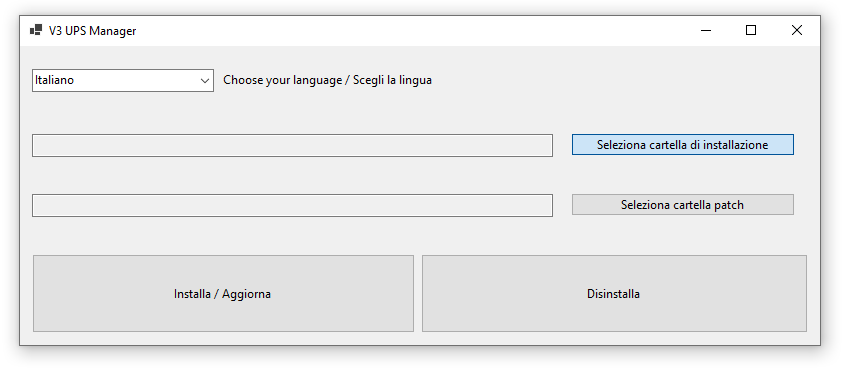 V3 UPS Manager
Italiano
Choose your language / Scegli la lingua
Seleziona cartella di installazione
Seleziona cartella patch
Installa / Aggiorna
Disinstalla